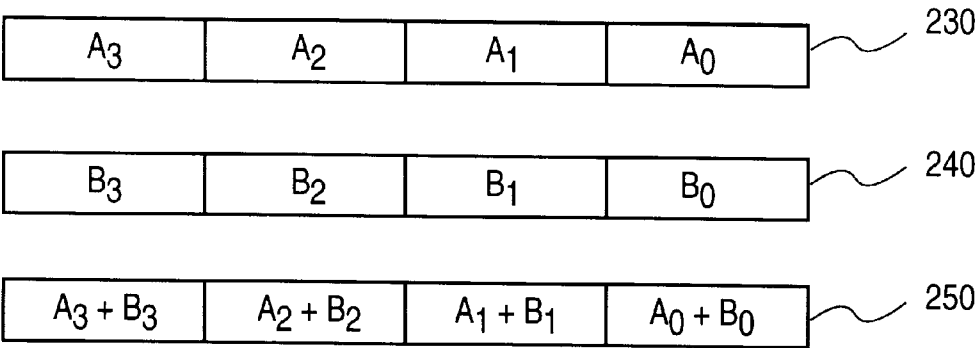 A3 A2 A1 A0 230
B3 B2 B1 B0 240
A3 + B3 A2 + B2 A1 + B1 A0 + B0 250